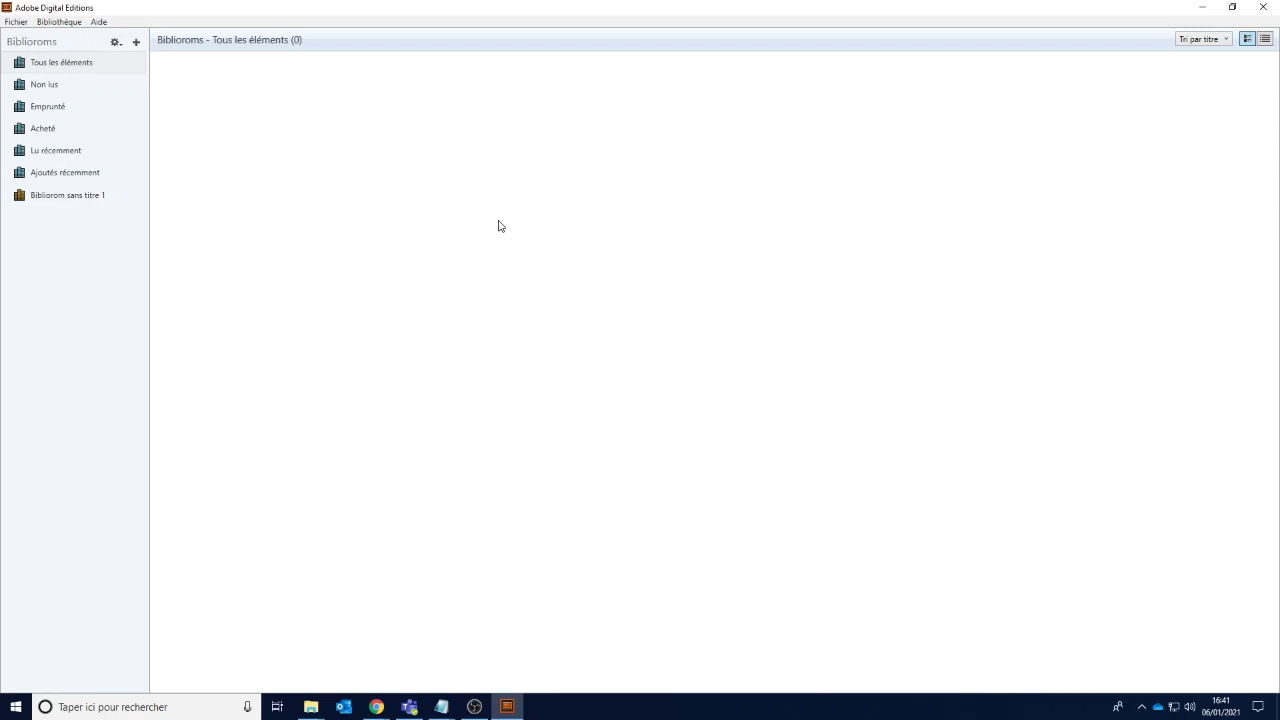 Adobe Digital Editions
Fichier Bibliothèque Aide
Biblioroms
Biblioroms - Tous les éléments (0)
Tri par titre
Tous les éléments
Non lus
Emprunté
Acheté
Lu récemment
Ajoutés récemment
Bibliorom sans titre 1
Taper ici pour rechercher
16:41
06/01/2021